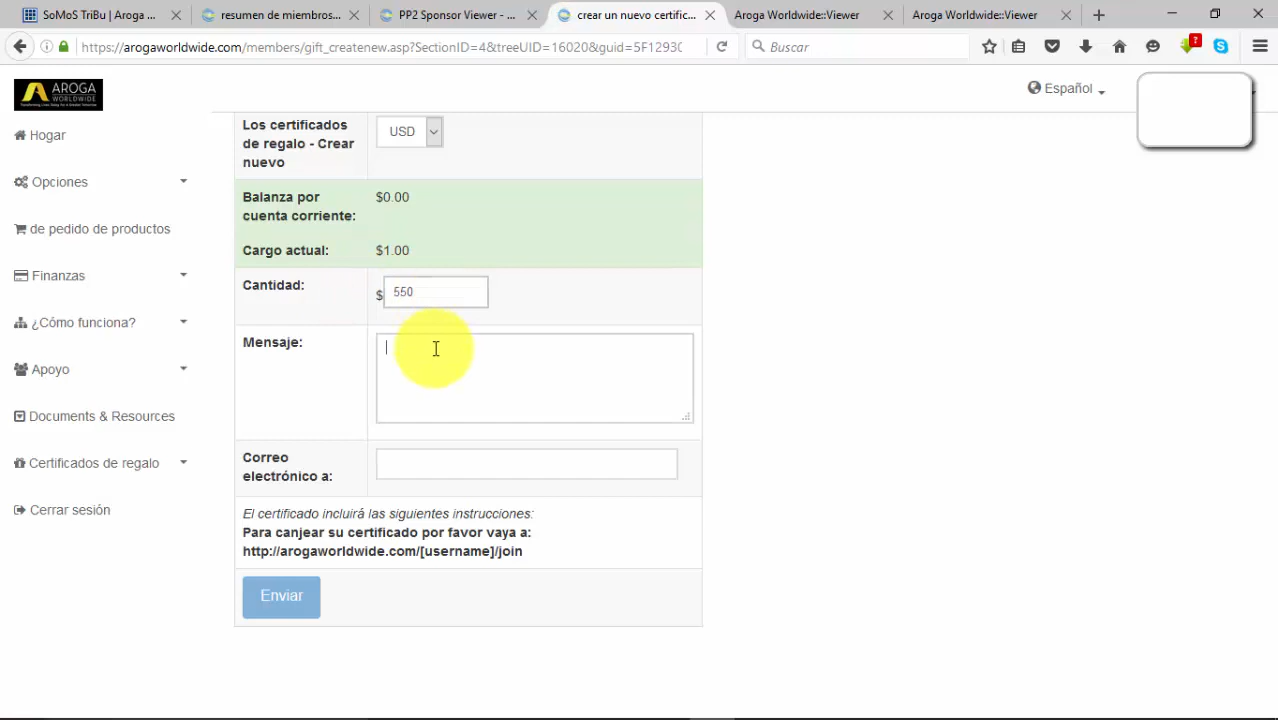 SoMoS TriBu | Aroga ...
resumen de miembros...
PP2 Sponsor Viewer - ...
crear un nuevo certific...
Aroga Worldwide::Viewer
Aroga Worldwide::Viewer
https://arogaworldwide.com/members/gift_createnew.asp?SectionID=4&treeUID=16020&guid=5F1293C
Buscar
AROGA
WORLDWIDE
Español
Hogar
Opciones
de pedido de productos
Finanzas
¿Cómo funciona?
Apoyo
Documents & Resources
Certificados de regalo
Cerrar sesión
Los certificados
de regalo - Crear
nuevo
USD
Balanza por
cuenta corriente:
$0.00
Cargo actual:
$1.00
Cantidad:
$ 550
Mensaje:
Correo
electrónico a:
El certificado incluirá las siguientes instrucciones:
Para canjear su certificado por favor vaya a:
http://arogaworldwide.com/[username]/join
Enviar